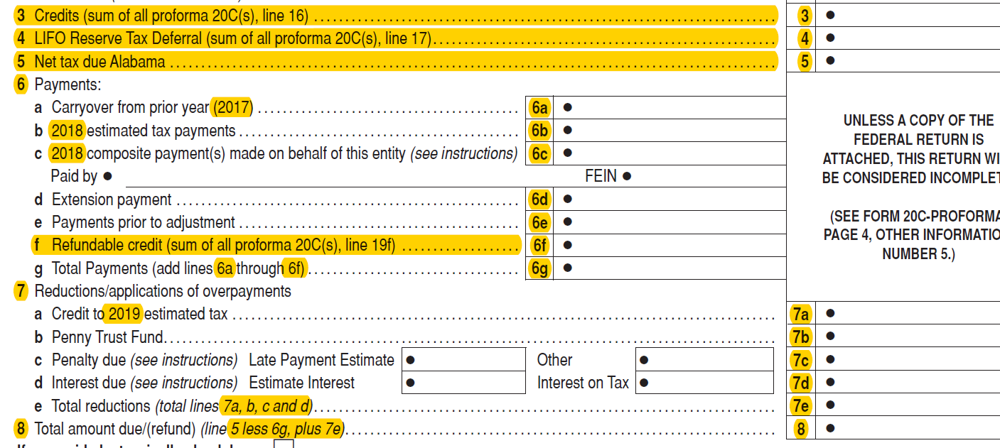 3 Credits (sum of all proforma 20C(s), line 16) 3 •
4 LIFO Reserve Tax Deferral (sum of all proforma 20C(s), line 17) 4 •
5 Net tax due Alabama 5 •
6 Payments:
a Carryover from prior year (2017) 6a •
b 2018 estimated tax payments 6b •
c 2018 composite payment(s) made on behalf of this entity (see instructions) 6c •
Paid by • FEIN •
d Extension payment 6d •
e Payments prior to adjustment 6e •
f Refundable credit (sum of all proforma 20C(s), line 19f) 6f •
g Total Payments (add lines 6a through 6f) 6g •
UNLESS A COPY OF THE
FEDERAL RETURN IS
ATTACHED, THIS RETURN WI
BE CONSIDERED INCOMPLET
(SEE FORM 20C-PROFORMA
PAGE 4, OTHER INFORMATIO
NUMBER 5.)
7 Reductions/applications of overpayments
a Credit to 2019 estimated tax 7a •
b Penny Trust Fund 7b •
c Penalty due (see instructions) Late Payment Estimate • Other • 7c •
d Interest due (see instructions) Estimate Interest • Interest on Tax • 7d •
e Total reductions (total lines 7a, b, c and d) 7e •
8 Total amount due/(refund) (line 5 less 6g, plus 7e) 8 •